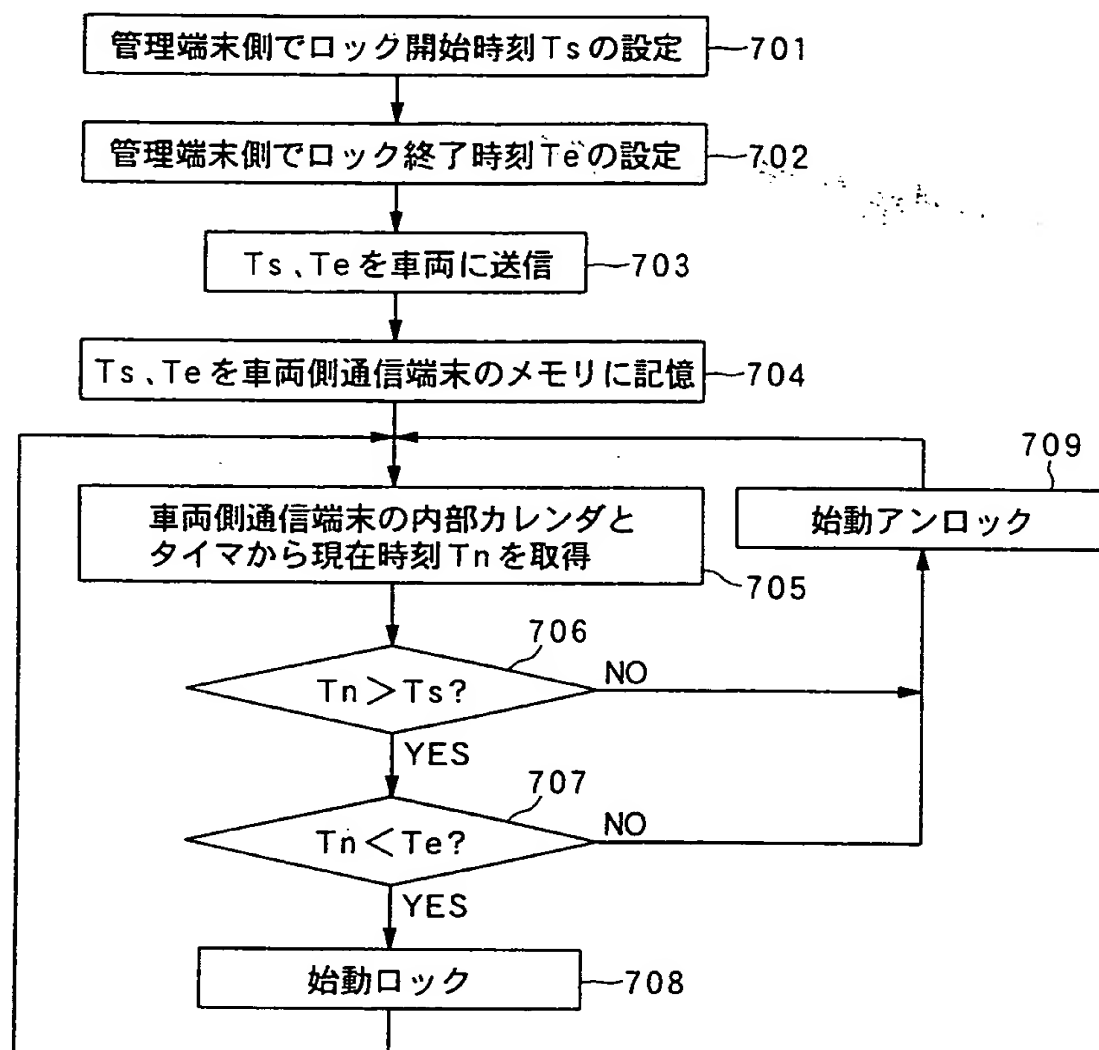 管理端末側でロック開始時刻Tsの設定
701
管理端末側でロック終了時刻Teの設定
702
Ts、Teを車両に送信
703
Ts、Teを車両側通信端末のメモリに記憶
704
709
車両側通信端末の内部カレンダと
タイマから現在時刻Tnを取得
705
始動アンロック
706
Tn>Ts?
NO
YES
707
Tn<Te?
NO
YES
始動ロック
708